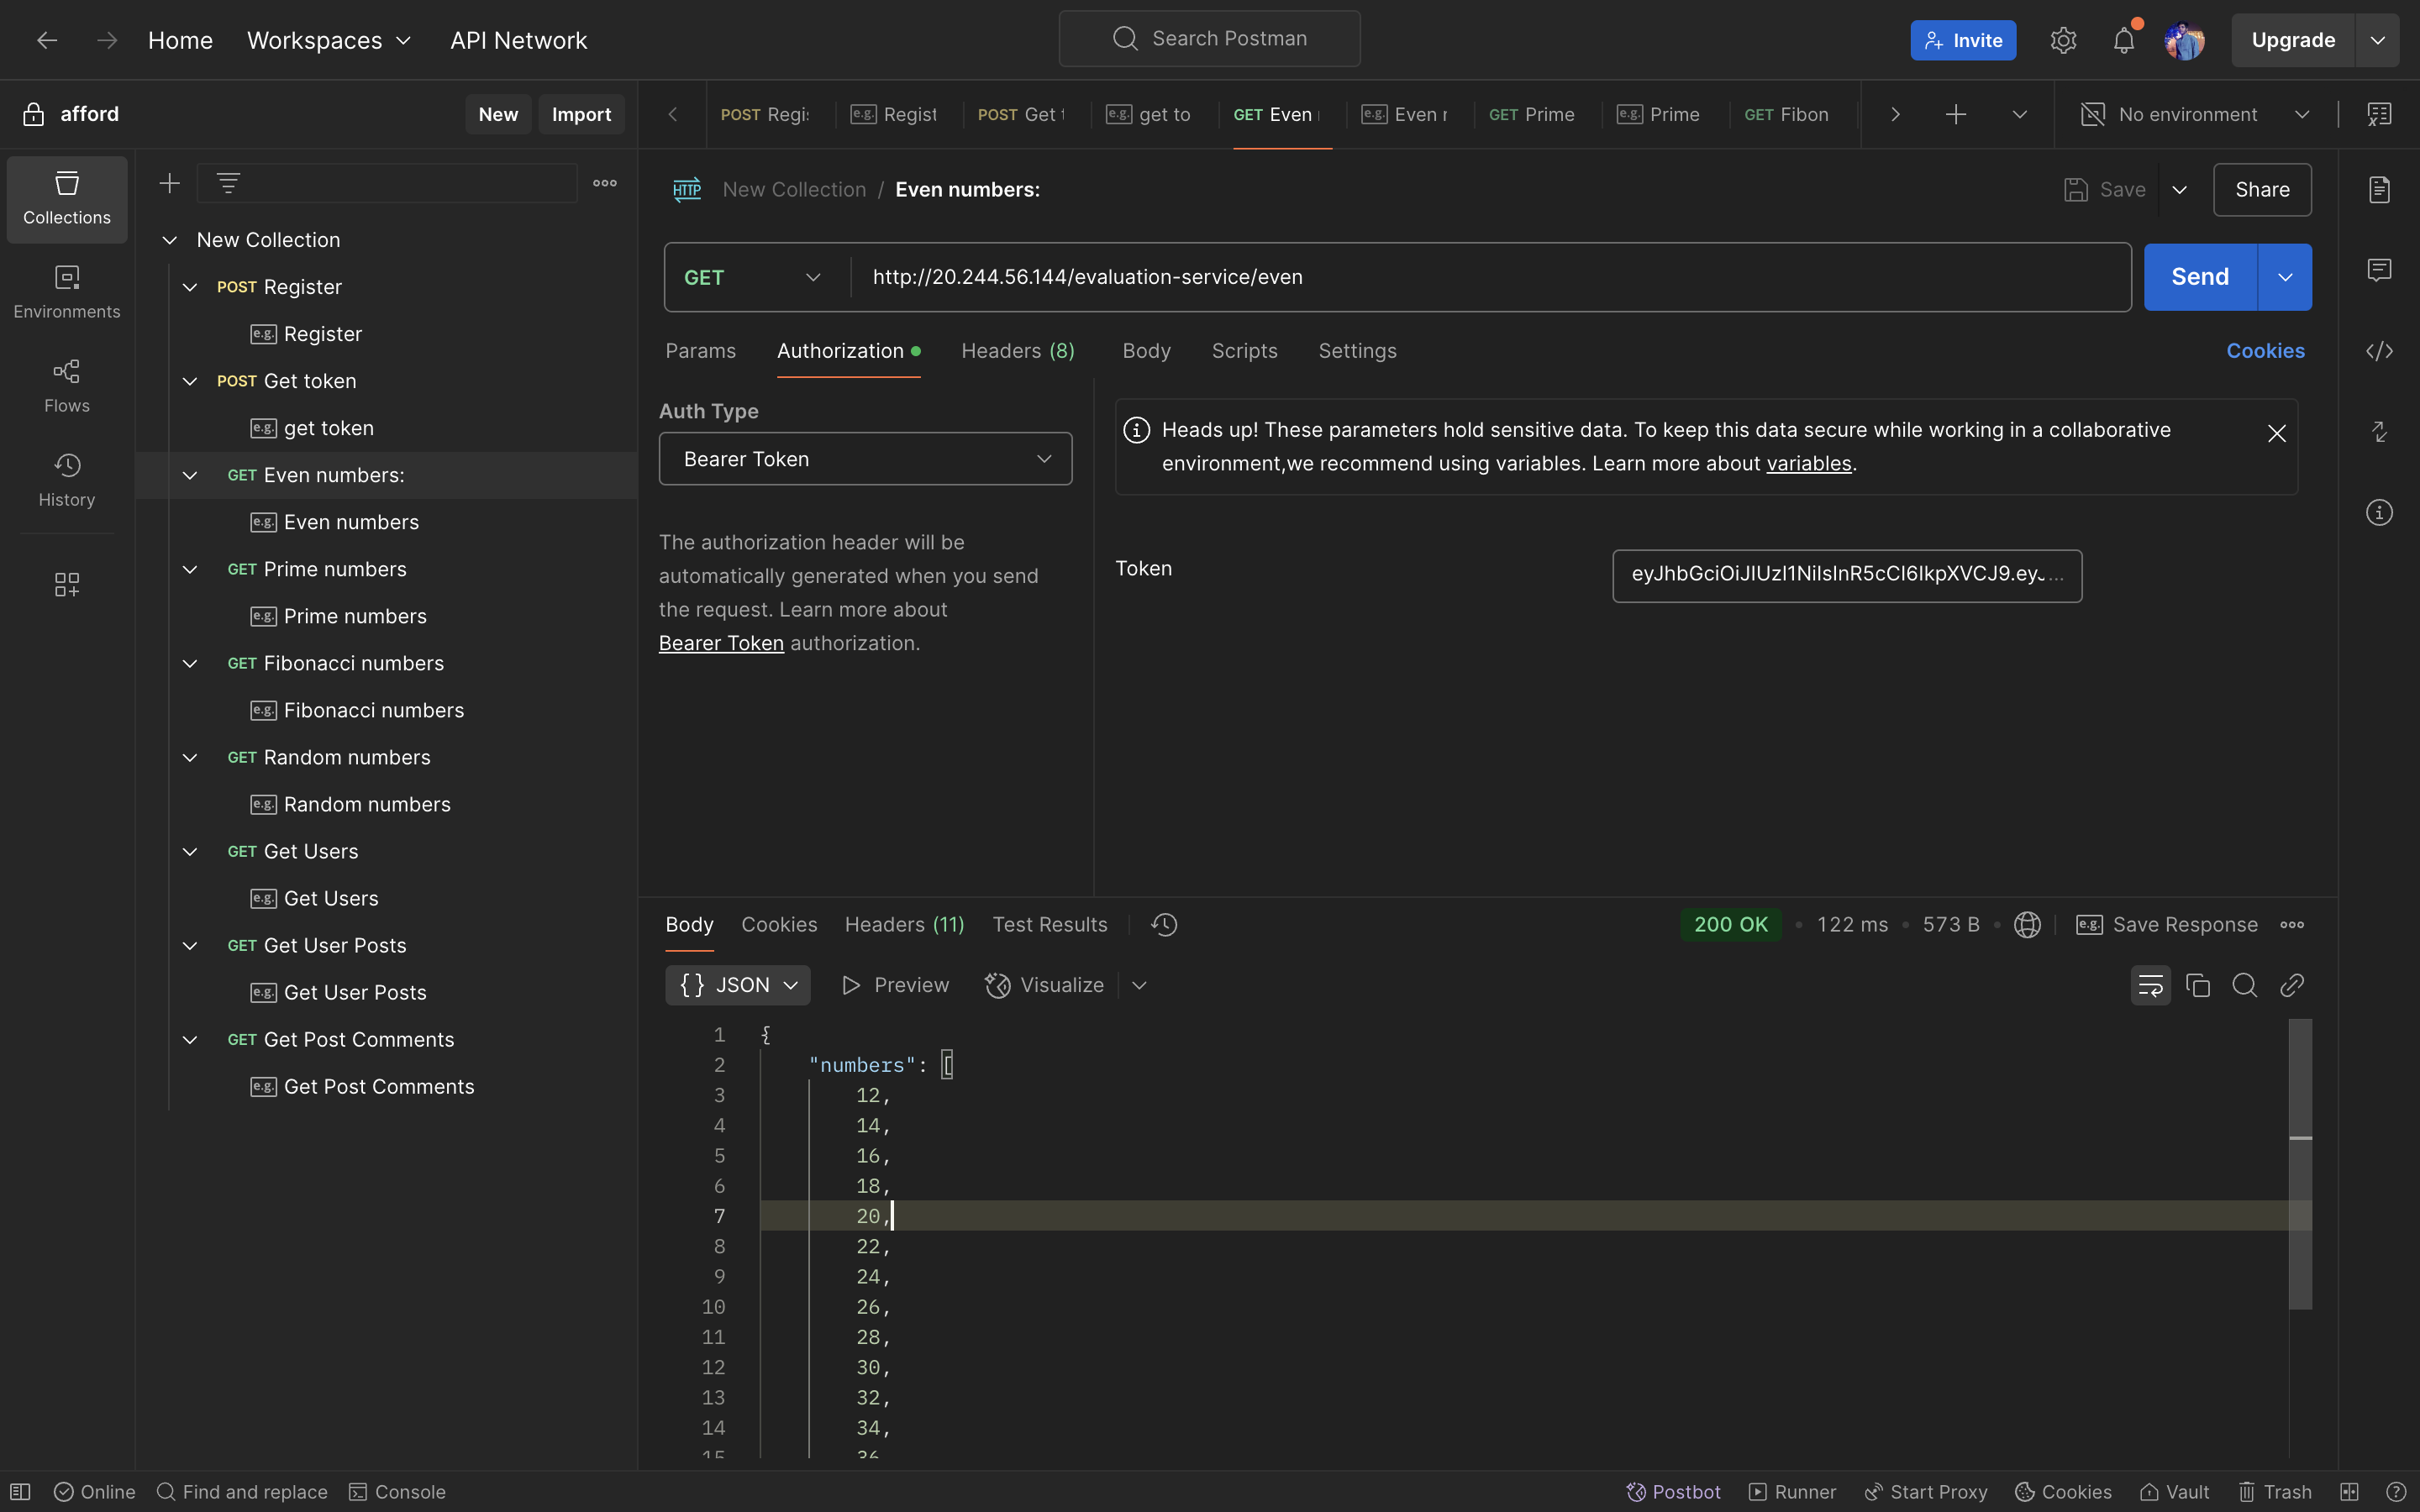 Home Workspaces API Network Search Postman Invite Upgrade
afford New Import POST Regi: e.g. Regist POST Get e.g. get to GET Even e.g. Even GET Prime e.g. Prime GET Fibon No environment
Collections
Environments
Flows
History
New Collection
POST Register
e.g. Register
POST Get token
e.g. get token
GET Even numbers:
e.g. Even numbers
GET Prime numbers
e.g. Prime numbers
GET Fibonacci numbers
e.g. Fibonacci numbers
GET Random numbers
e.g. Random numbers
GET Get Users
e.g. Get Users
GET Get User Posts
e.g. Get User Posts
GET Get Post Comments
e.g. Get Post Comments
HTTP New Collection / Even numbers: Save Share
GET http://20.244.56.144/evaluation-service/even Send
Params Authorization Headers (8) Body Scripts Settings Cookies
Auth Type
Bearer Token
The authorization header will be
automatically generated when you send
the request. Learn more about
Bearer Token authorization.
Heads up! These parameters hold sensitive data. To keep this data secure while working in a collaborative
environment,we recommend using variables. Learn more about variables.
Token eyJhbGciOiJIUzI1NiIsInR5cCI6IkpXVCJ9.eyJ...
Body Cookies Headers (11) Test Results 200 OK • 122 ms • 573 B • e.g. Save Response
{} JSON Preview Visualize
1 {
2 "numbers": [
3 12,
4 14,
5 16,
6 18,
7 20,
8 22,
9 24,
10 26,
11 28,
12 30,
13 32,
14 34,
15 36
Online Find and replace Console Postbot Runner Start Proxy Cookies Vault Trash